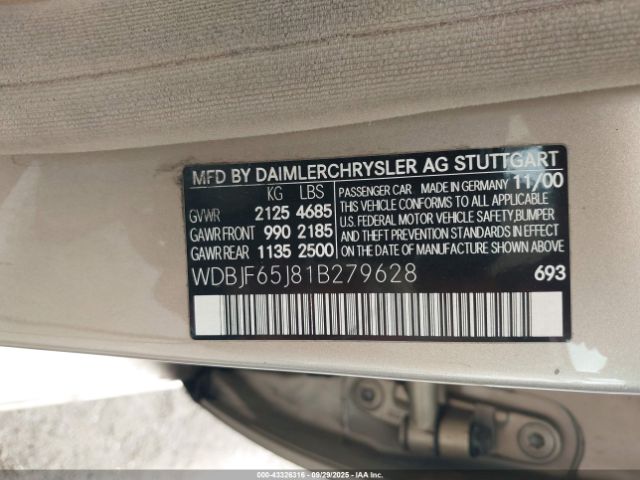 MFD BY DAIMLERCHRYSLER AG STUTTGART
KG LBS
GVWR 2125 4685
GAWR FRONT 990 2185
GAWR REAR 1135 2500
PASSENGER CAR MADE IN GERMANY 11/00
THIS VEHICLE CONFORMS TO ALL APPLICABLE
U.S. FEDERAL MOTOR VEHICLE SAFETY, BUMPER
AND THEFT PREVENTION STANDARDS IN EFFECT
ON THE DATE OF MANUFACTURE SHOWN ABOVE.
WDBJF65J81B279628 693
000-43326316 | 09/29/2025 | IAA Inc.